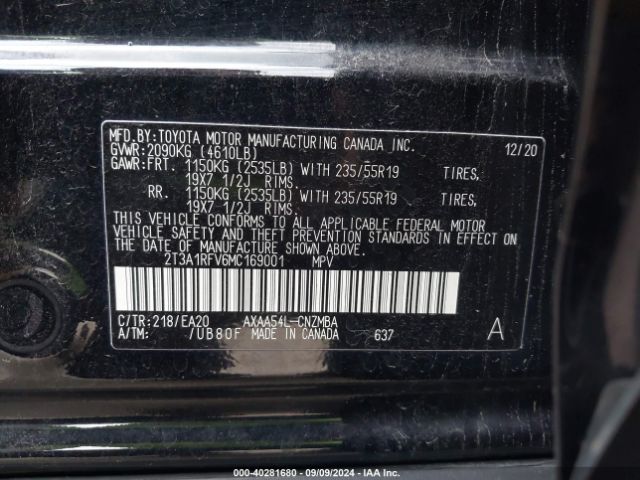 MFD.BY:TOYOTA MOTOR MANUFACTURING CANADA INC. 12/20
GVWR:2090KG (4610LB)
GAWR:FRT. 1150KG (2535LB) WITH 235/55R19 TIRES,
19X7 1/2J RIMS.
RR. 1150KG (2535LB) WITH 235/55R19 TIRES,
19X7 1/2J RIMS.
THIS VEHICLE CONFORMS TO ALL APPLICABLE FEDERAL MOTOR
VEHICLE SAFETY AND THEFT PREVENTION STANDARDS IN EFFECT
ON THE DATE OF MANUFACTURE SHOWN ABOVE.
2T3A1RFV6MC169001 MPV
C/TR:218/EA20 AXAA54L-CNZMBA
A/TM: /UB80F MADE IN CANADA 637 A
000-40281680 - 09/09/2024 - IAA Inc.